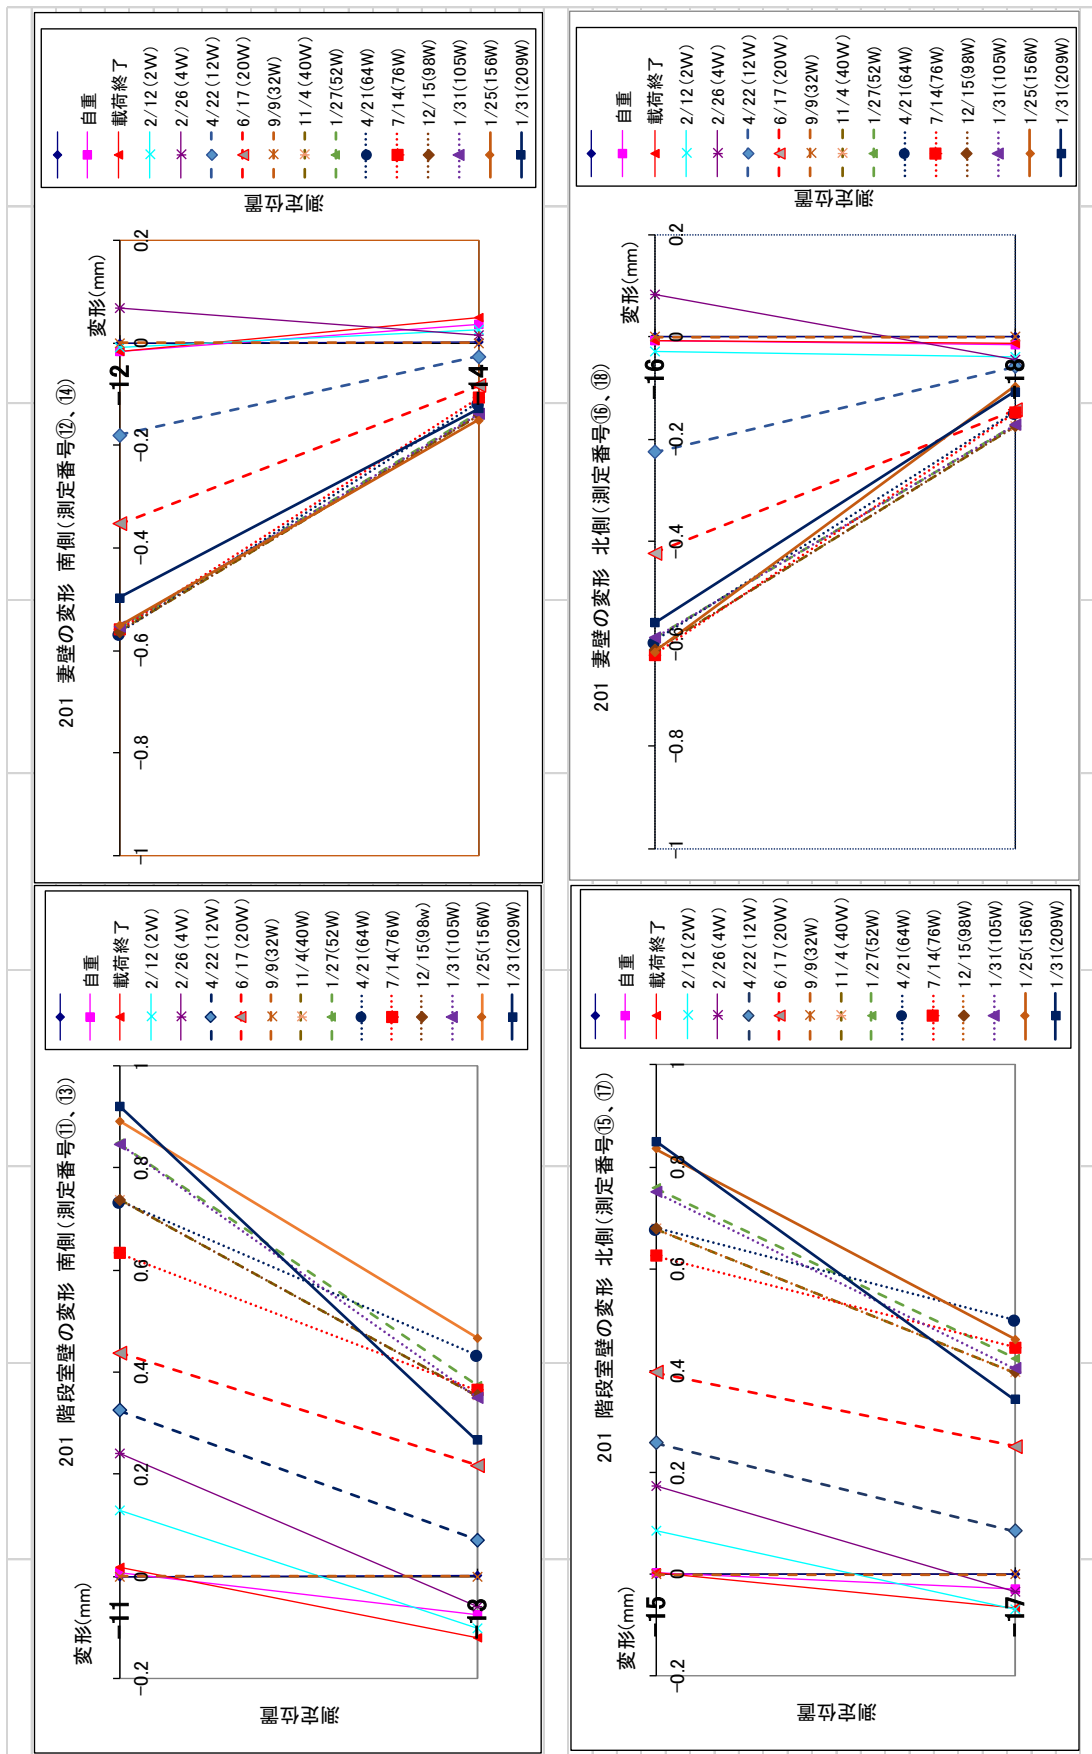 201 階段室壁の変形 南側(測定番号⑪、⑬)
変形(mm)
測定位置
-0.2 0 0.2 0.4 0.6 0.8 1
-11
-13
自重
載荷終了
2/12(2W)
2/26(4W)
4/22(12W)
6/17(20W)
9/9(32W)
11/4(40W)
1/27(52W)
4/21(64W)
7/14(76W)
12/15(98w)
1/31(105W)
1/25(156W)
1/31(209W)
201 妻壁の変形 南側(測定番号⑫、⑭)
変形(mm)
測定位置
-1 -0.8 -0.6 -0.4 -0.2 0 0.2
-12
-14
自重
載荷終了
2/12(2W)
2/26(4W)
4/22(12W)
6/17(20W)
9/9(32W)
11/4(40W)
1/27(52W)
4/21(64W)
7/14(76W)
12/15(98W)
1/31(105W)
1/25(156W)
1/31(209W)
201 階段室壁の変形 北側(測定番号⑮、⑰)
変形(mm)
測定位置
-0.2 0 0.2 0.4 0.6 0.8 1
-15
-17
自重
載荷終了
2/12(2W)
2/26(4W)
4/22(12W)
6/17(20W)
9/9(32W)
11/4(40W)
1/27(52W)
4/21(64W)
7/14(76W)
12/15(98W)
1/31(105W)
1/25(156W)
1/31(209W)
201 妻壁の変形 北側(測定番号⑯、⑱)
変形(mm)
測定位置
-1 -0.8 -0.6 -0.4 -0.2 0 0.2
-16
-18
自重
載荷終了
2/12(2W)
2/26(4W)
4/22(12W)
6/17(20W)
9/9(32W)
11/4(40W)
1/27(52W)
4/21(64W)
7/14(76W)
12/15(98W)
1/31(105W)
1/25(156W)
1/31(209W)